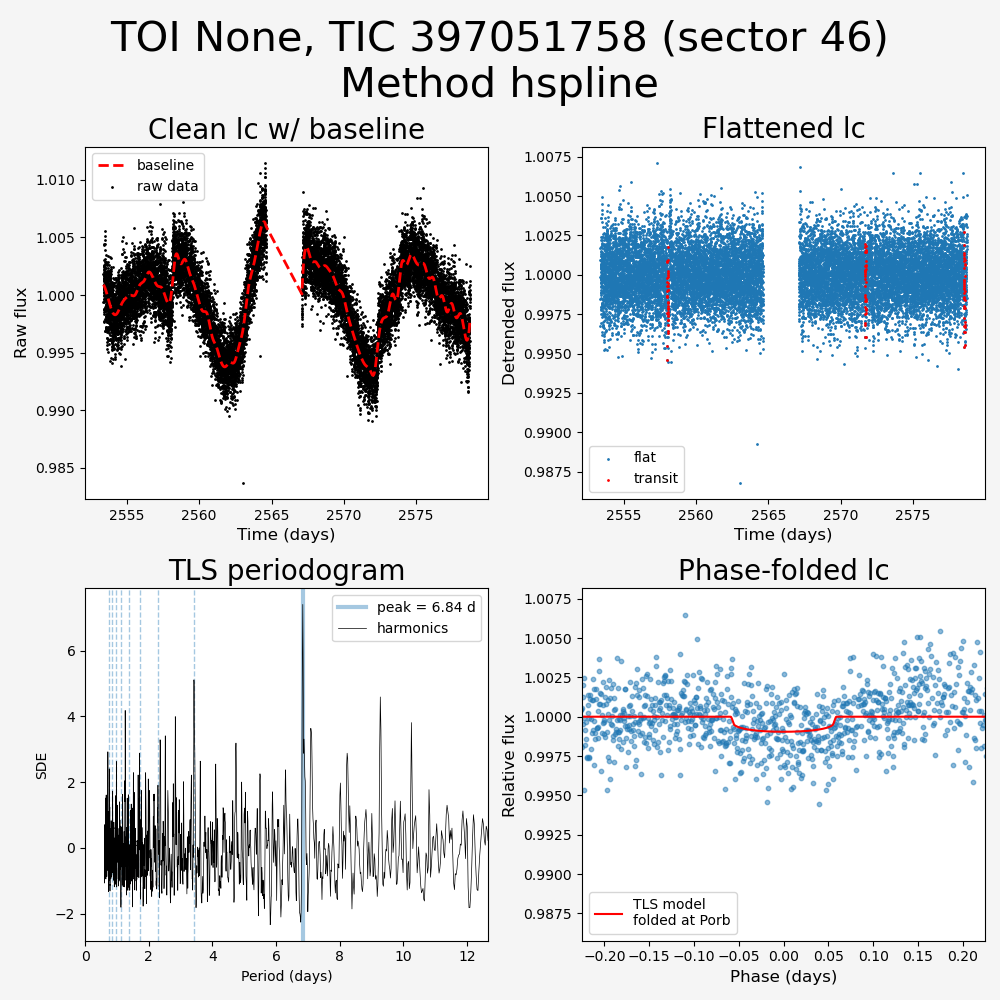 TOI None, TIC 397051758 (sector 46)
Method hspline
Clean lc w/ baseline
baseline
raw data
1.010
1.005
1.000
0.995
0.990
0.985
Raw flux
2555 2560 2565 2570 2575
Time (days)
Flattened lc
1.0075
1.0050
1.0025
1.0000
0.9975
0.9950
0.9925
0.9900
0.9875
Detrended flux
flat
transit
2555 2560 2565 2570 2575
Time (days)
TLS periodogram
peak = 6.84 d
harmonics
6
4
2
0
−2
SDE
0 2 4 6 8 10 12
Period (days)
Phase-folded lc
1.0075
1.0050
1.0025
1.0000
0.9975
0.9950
0.9925
0.9900
0.9875
Relative flux
TLS model
folded at Porb
−0.20 −0.15 −0.10 −0.05 0.00 0.05 0.10 0.15 0.20
Phase (days)